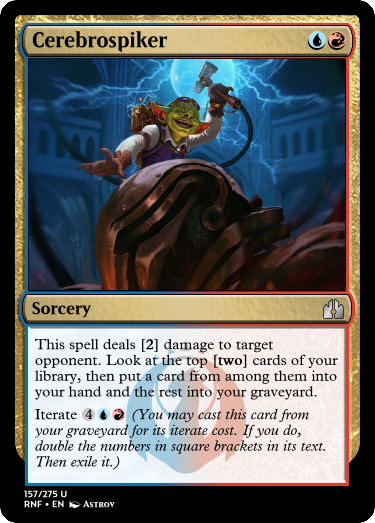 Cerebrospiker
Sorcery
This spell deals [2] damage to target
opponent. Look at the top [two] cards of your
library, then put a card from among them into
your hand and the rest into your graveyard.
Iterate 4 (You may cast this card from
your graveyard for its iterate cost. If you do,
double the numbers in square brackets in its text.
Then exile it.)
157/275 U
RNF • EN Astrov